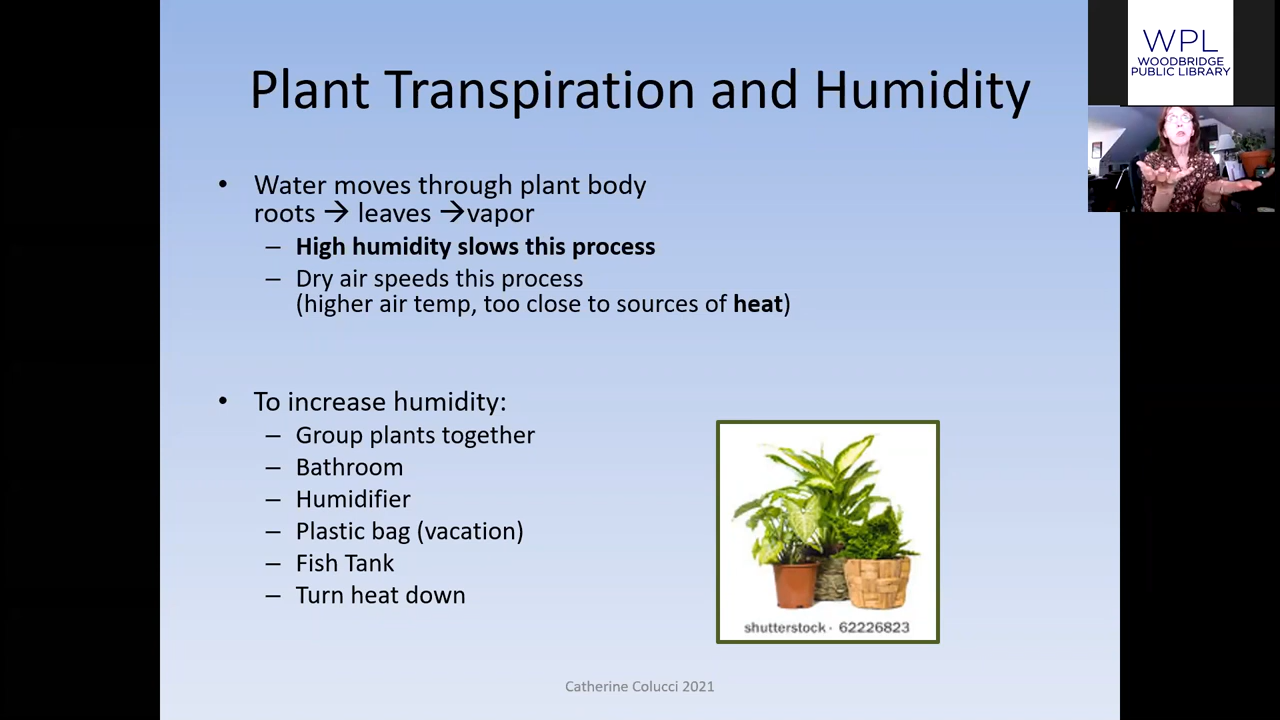 Plant Transpiration and Humidity
WPL
WOODBRIDGE
PUBLIC LIBRARY
• Water moves through plant body
roots → leaves →vapor
– High humidity slows this process
– Dry air speeds this process
(higher air temp, too close to sources of heat)
• To increase humidity:
– Group plants together
– Bathroom
– Humidifier
– Plastic bag (vacation)
– Fish Tank
– Turn heat down
shutterstock · 62226823
Catherine Colucci 2021